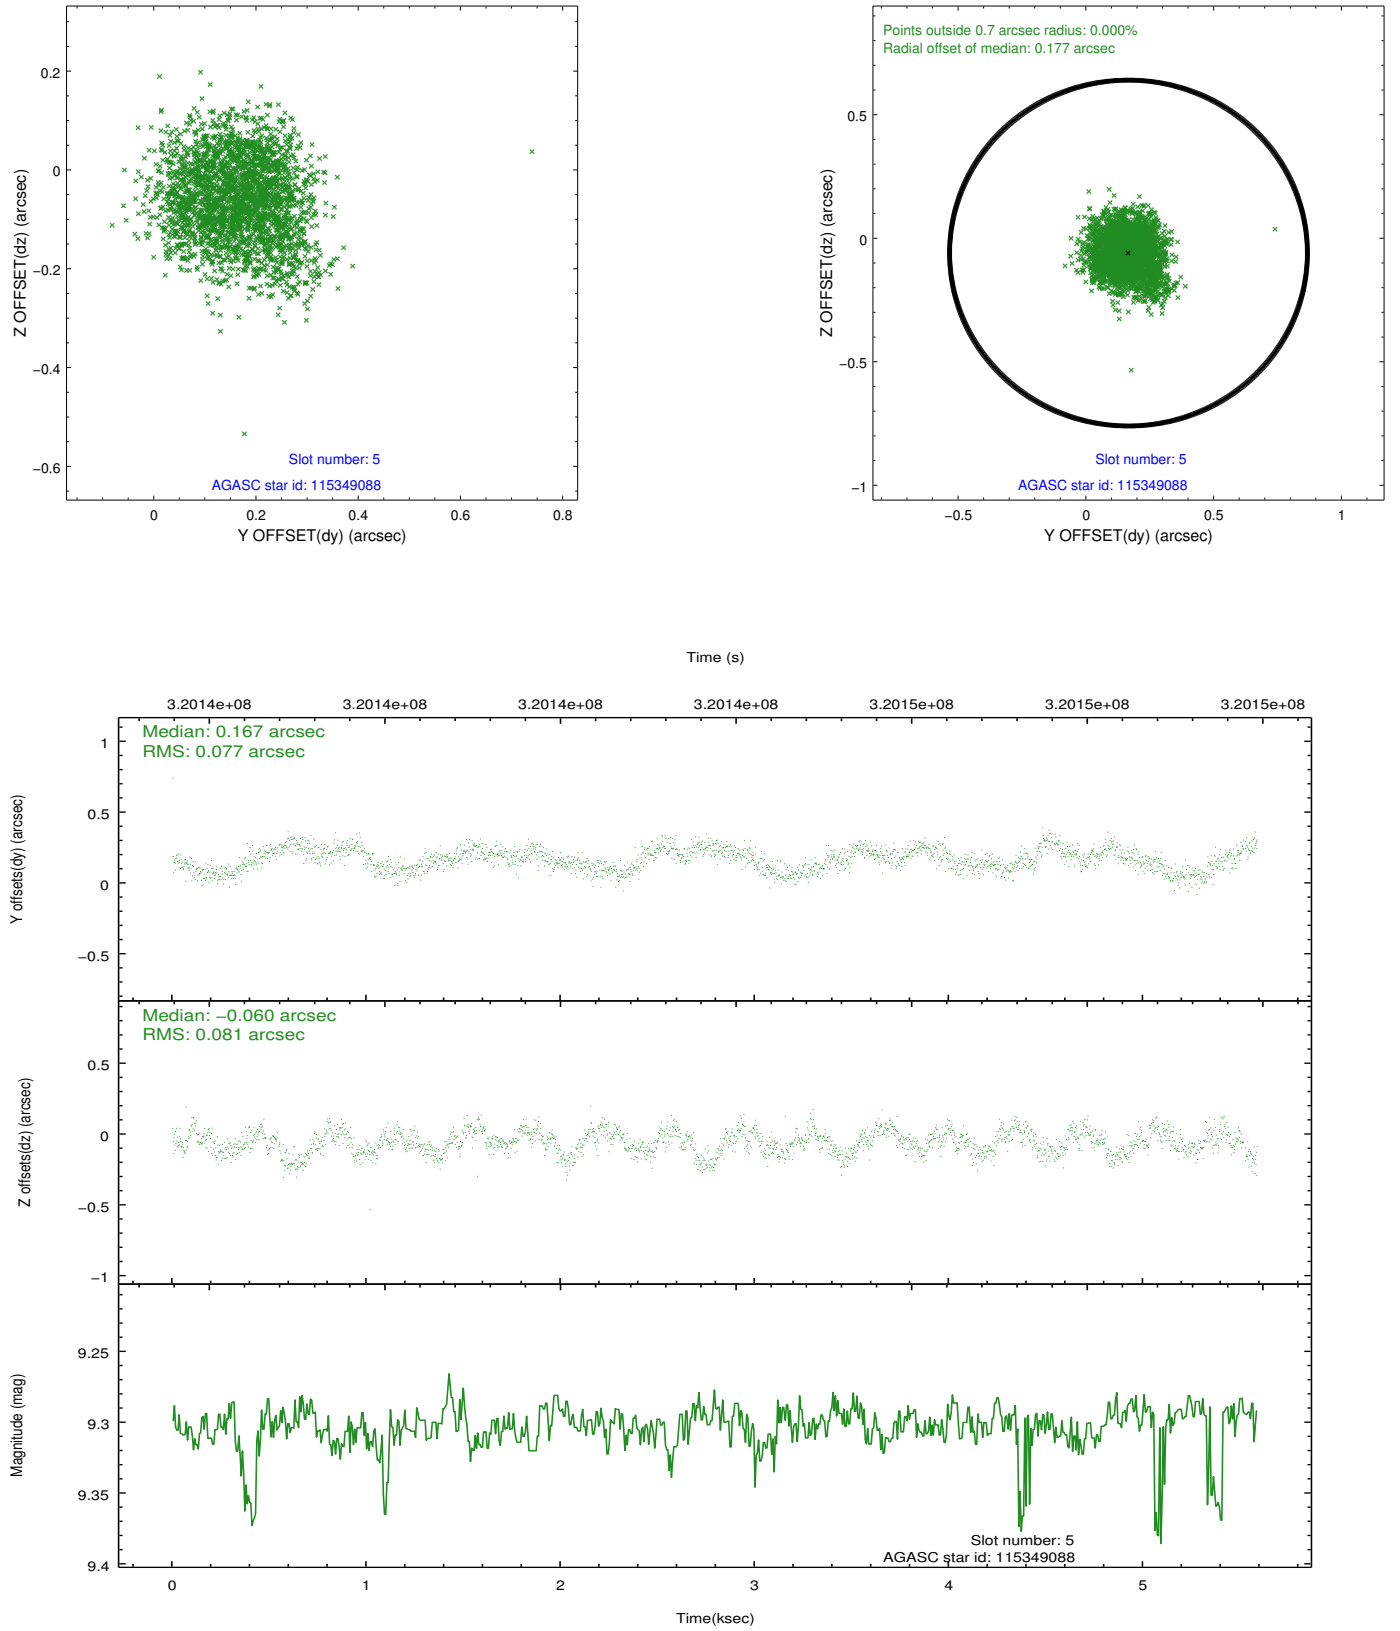 0.2
0
−0.2
−0.4
−0.6
Z OFFSET(dz) (arcsec)
Slot number: 5
AGASC star id: 115349088
0 0.2 0.4 0.6 0.8
Y OFFSET(dy) (arcsec)
Points outside 0.7 arcsec radius: 0.000%
Radial offset of median: 0.177 arcsec
0.5
0
−0.5
−1
Z OFFSET(dz) (arcsec)
Slot number: 5
AGASC star id: 115349088
−0.5 0 0.5 1
Y OFFSET(dy) (arcsec)
Time (s)
3.2014e+08 3.2014e+08 3.2014e+08 3.2014e+08 3.2015e+08 3.2015e+08 3.2015e+08
Median: 0.167 arcsec
RMS: 0.077 arcsec
1
0.5
0
−0.5
Y offsets(dy) (arcsec)
Median: −0.060 arcsec
RMS: 0.081 arcsec
0.5
0
−0.5
−1
Z offsets(dz) (arcsec)
9.25
9.3
9.35
9.4
Magnitude (mag)
Slot number: 5
AGASC star id: 115349088
0 1 2 3 4 5
Time(ksec)